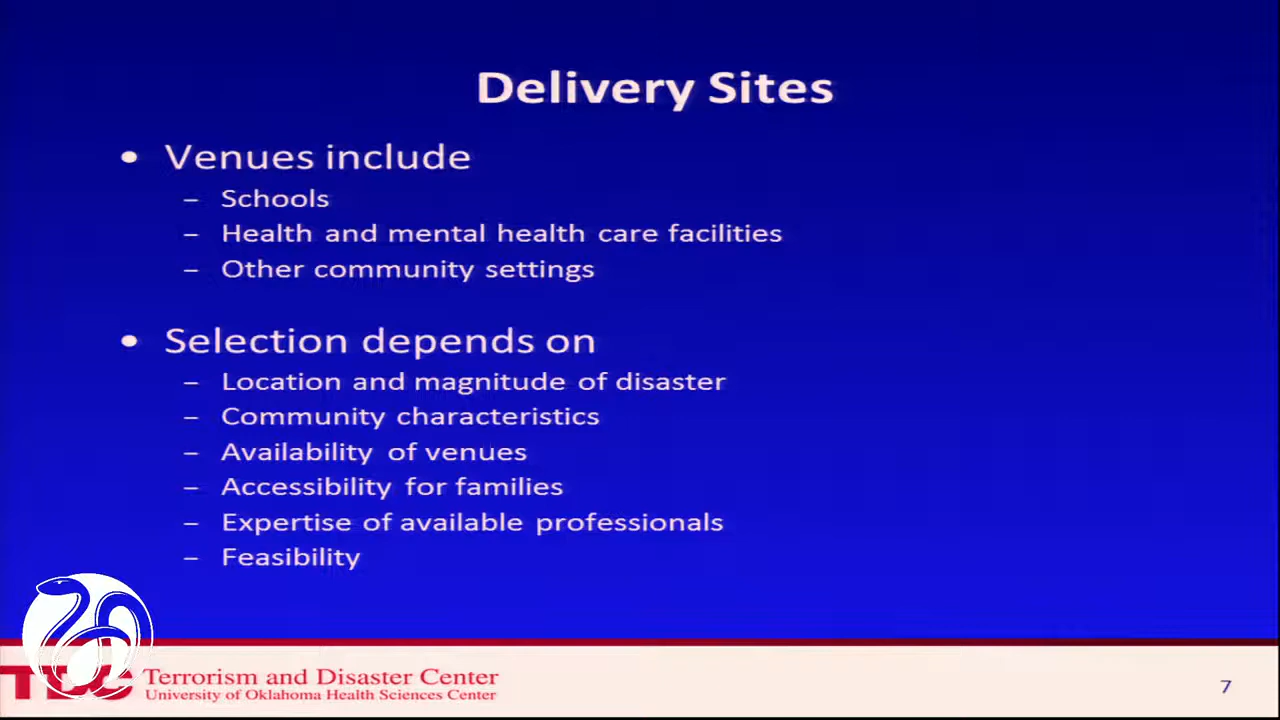 Delivery Sites
• Venues include
– Schools
– Health and mental health care facilities
– Other community settings
• Selection depends on
– Location and magnitude of disaster
– Community characteristics
– Availability of venues
– Accessibility for families
– Expertise of available professionals
– Feasibility
Terrorism and Disaster Center
University of Oklahoma Health Sciences Center
7